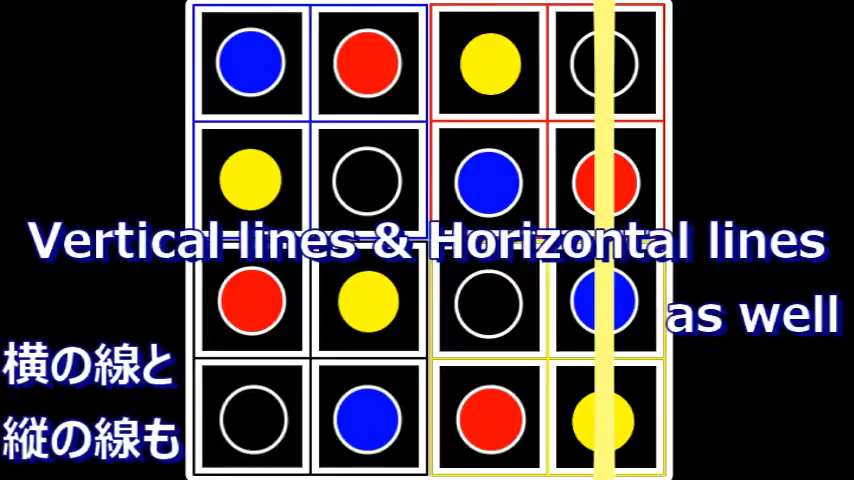 Vertical lines & Horizontal lines
as well
横の線と
縦の線も